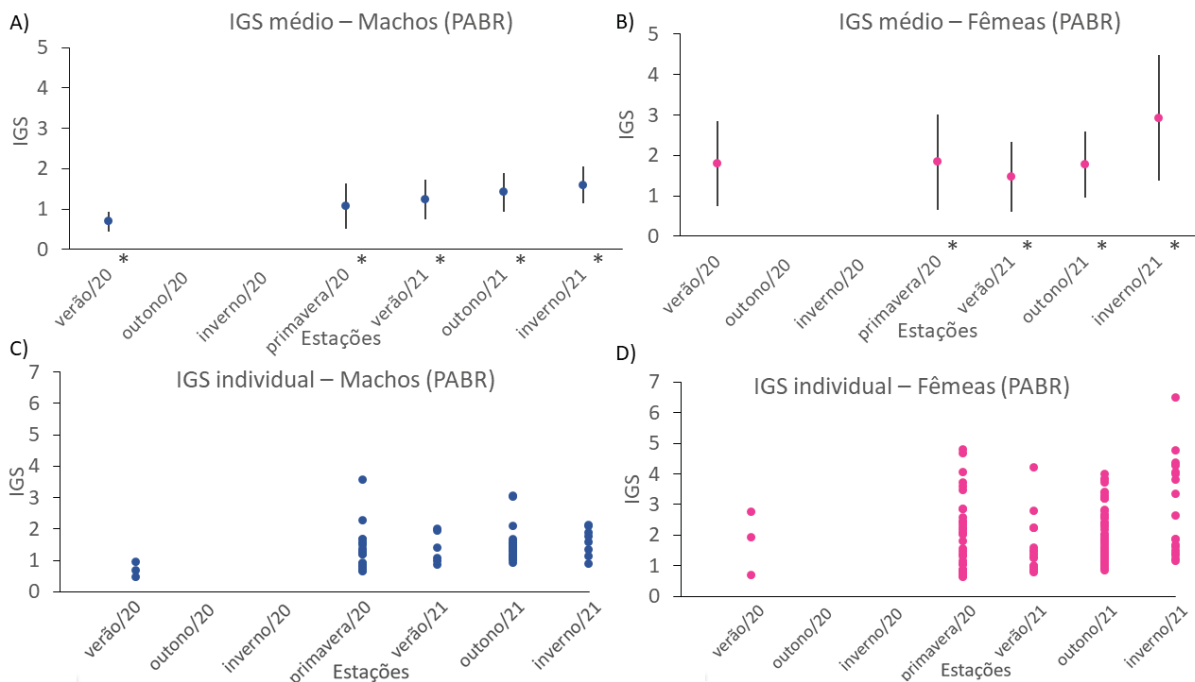 A)
IGS médio – Machos (PABR)
5
4
3
2
1
0
IGS
verão/20 *
outono/20
inverno/20
primavera/20 *
verão/21 *
outono/21 *
inverno/21 *
Estações
B)
IGS médio – Fêmeas (PABR)
5
4
3
2
1
0
IGS
verão/20
outono/20
inverno/20
primavera/20 *
verão/21 *
outono/21 *
inverno/21 *
Estações
C)
IGS individual – Machos (PABR)
7
6
5
4
3
2
1
0
IGS
verão/20
outono/20
inverno/20
primavera/20
verão/21
outono/21
inverno/21
Estações
D)
IGS individual – Fêmeas (PABR)
7
6
5
4
3
2
1
0
IGS
verão/20
outono/20
inverno/20
primavera/20
verão/21
outono/21
inverno/21
Estações